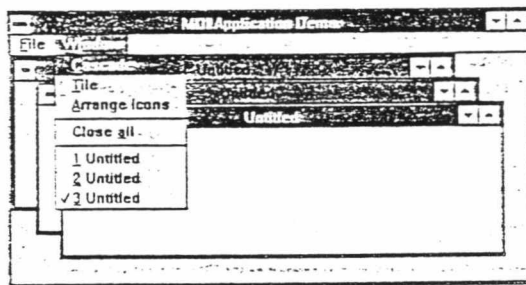 MDI Application Demo
File Window
Cascade
Untitled
Tile
Arrange Icons
Untitled
Close all
1 Untitled
2 Untitled
✓3 Untitled